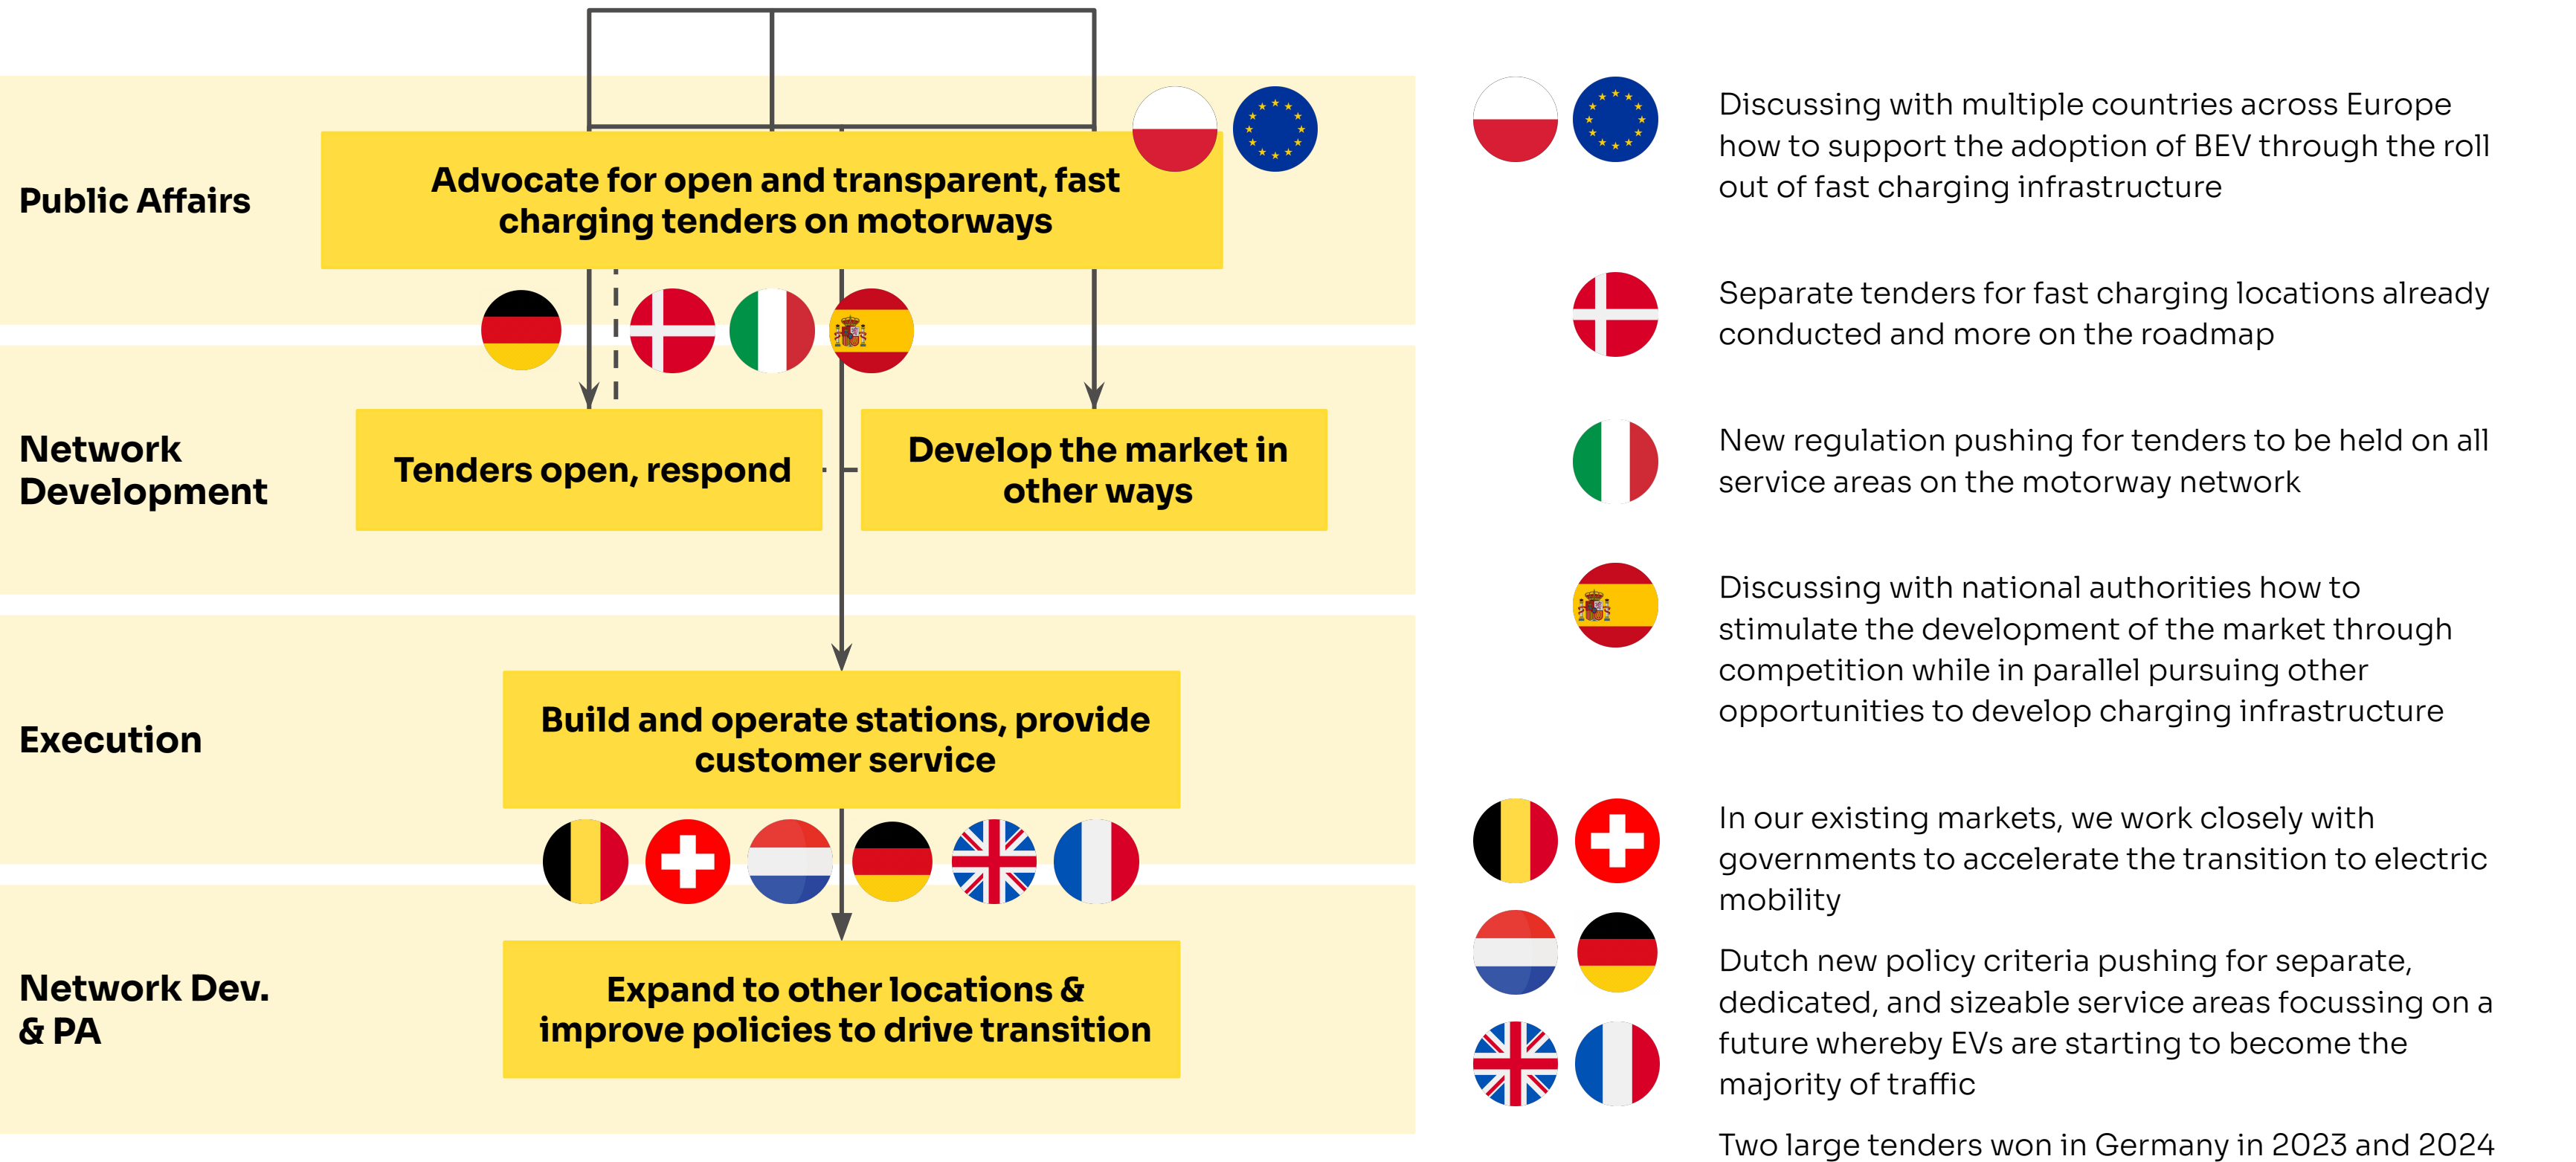 Public Affairs
Advocate for open and transparent, fast
charging tenders on motorways
Network
Development
Tenders open, respond
Develop the market in
other ways
Execution
Build and operate stations, provide
customer service
Network Dev.
& PA
Expand to other locations &
improve policies to drive transition
Discussing with multiple countries across Europe
how to support the adoption of BEV through the roll
out of fast charging infrastructure
Separate tenders for fast charging locations already
conducted and more on the roadmap
New regulation pushing for tenders to be held on all
service areas on the motorway network
Discussing with national authorities how to
stimulate the development of the market through
competition while in parallel pursuing other
opportunities to develop charging infrastructure
In our existing markets, we work closely with
governments to accelerate the transition to electric
mobility
Dutch new policy criteria pushing for separate,
dedicated, and sizeable service areas focussing on a
future whereby EVs are starting to become the
majority of traffic
Two large tenders won in Germany in 2023 and 2024